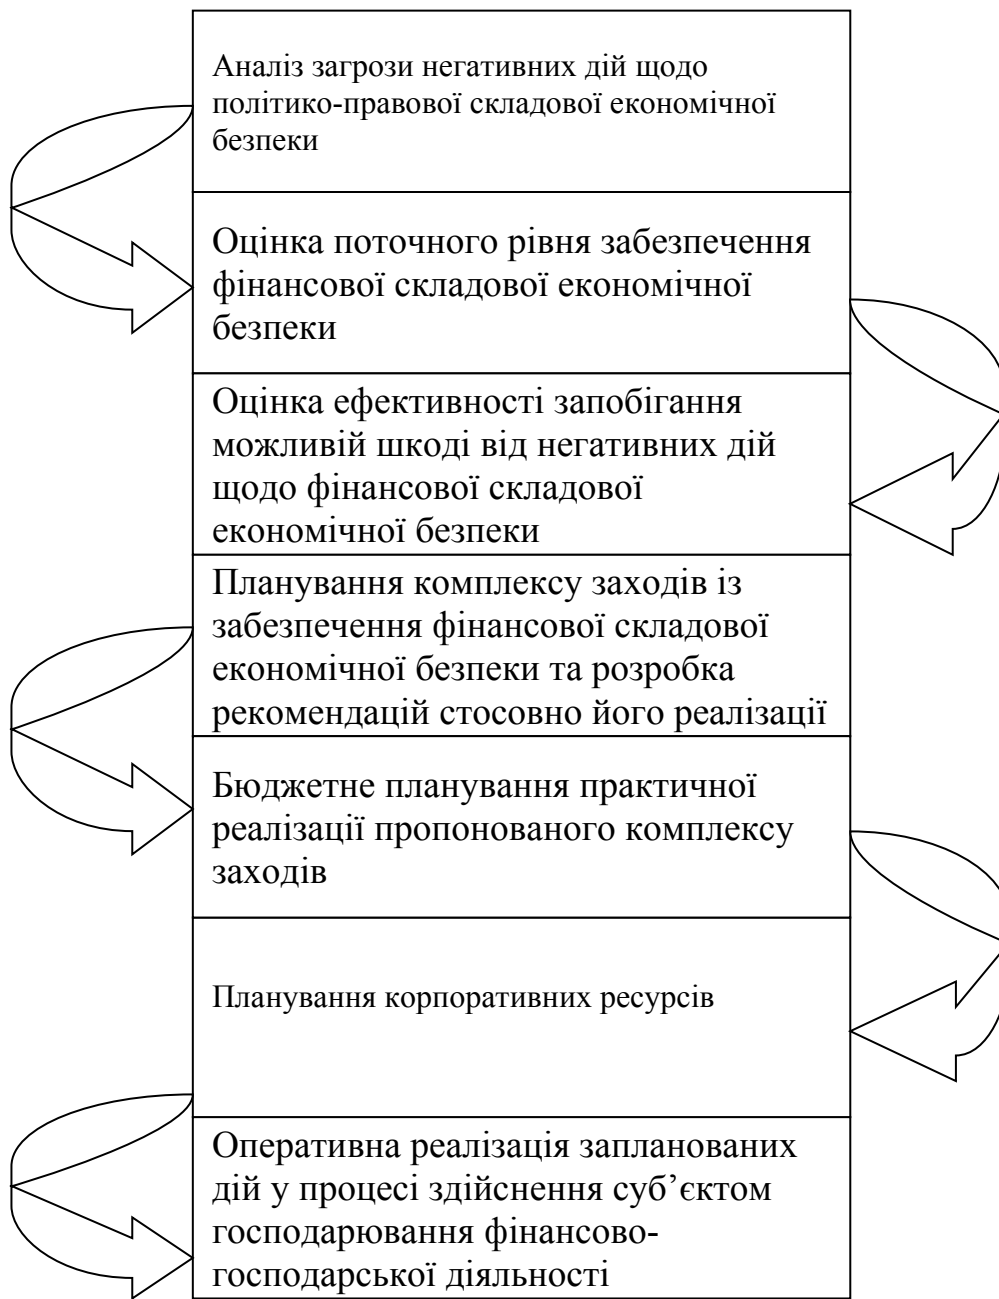 Аналіз загрози негативних дій щодо
політико-правової складової економічної
безпеки
Оцінка поточного рівня забезпечення
фінансової складової економічної
безпеки
Оцінка ефективності запобігання
можливій шкоді від негативних дій
щодо фінансової складової
економічної безпеки
Планування комплексу заходів із
забезпечення фінансової складової
економічної безпеки та розробка
рекомендацій стосовно його реалізації
Бюджетне планування практичної
реалізації пропонованого комплексу
заходів
Планування корпоративних ресурсів
Оперативна реалізація запланованих
дій у процесі здійснення суб’єктом
господарювання фінансово-
господарської діяльності